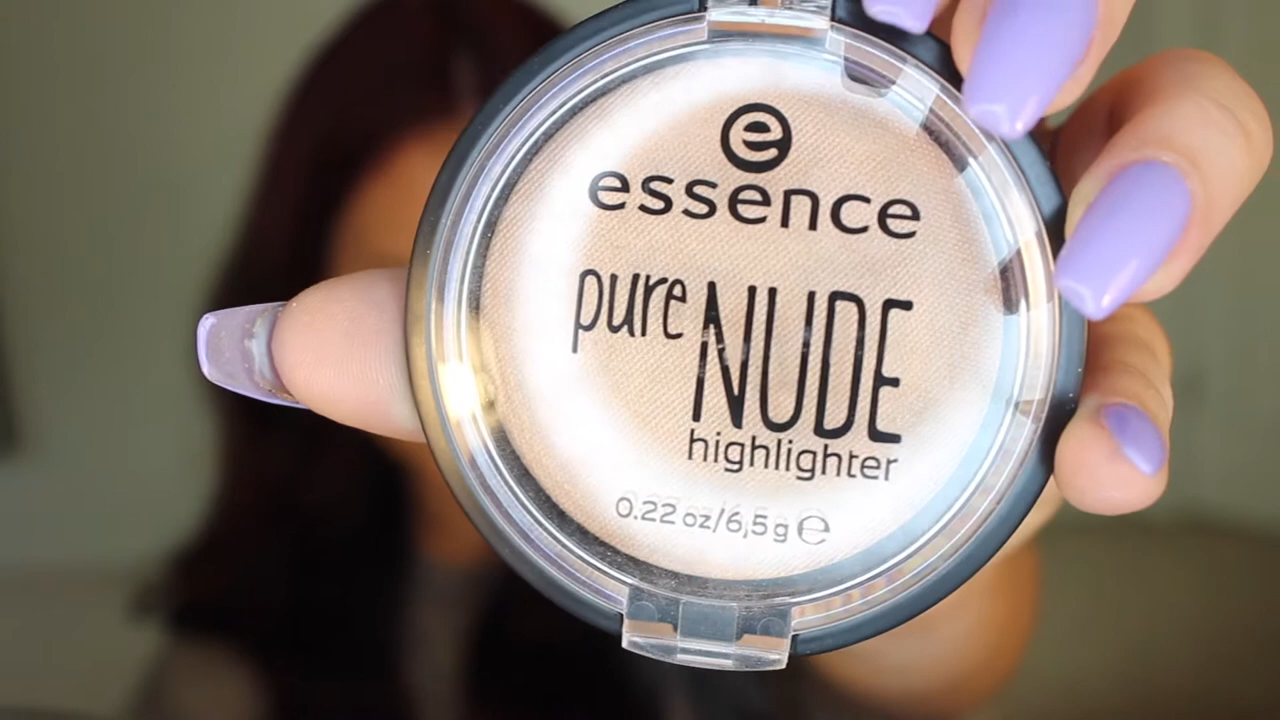 e
essence
pure NUDE
highlighter
0.22 oz/6,5 g ℮